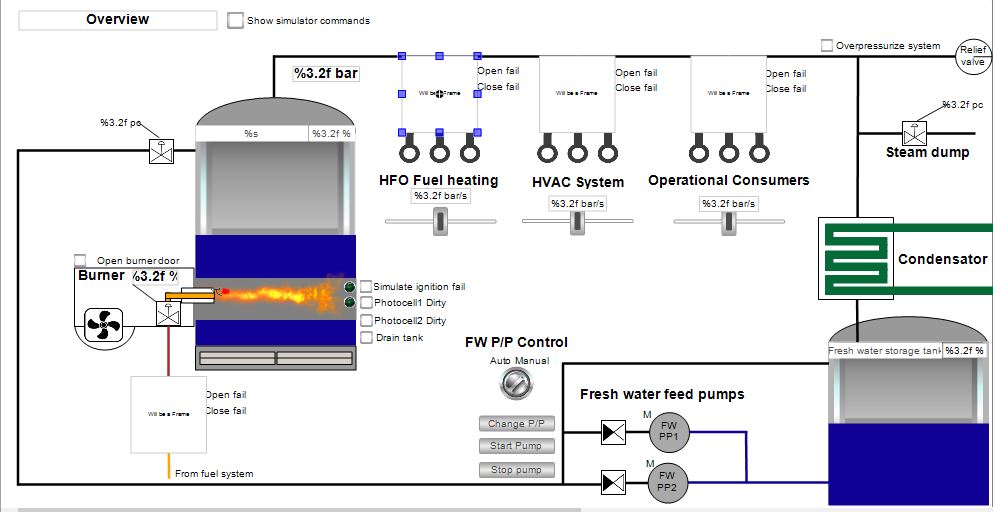 Overview
Show simulator commands
Overpressurize system
Relief
valve
%3.2f bar
Open fail
Close fail
Will be a Frame
Open fail
Close fail
Will be a Frame
Open fail
Close fail
Will be a Frame
%3.2f pc
%s
%3.2f %
%3.2f pc
Steam dump
HFO Fuel heating
%3.2f bar/s
HVAC System
%3.2f bar/s
Operational Consumers
%3.2f bar/s
Condensator
Open burner door
Burner
%3.2f %
Simulate ignition fail
Photocell1 Dirty
Photocell2 Dirty
Drain tank
FW P/P Control
Auto Manual
Change P/P
Start Pump
Stop pump
Fresh water feed pumps
M
FW
PP1
M
FW
PP2
Fresh water storage tank
%3.2f %
Will be a Frame
Open fail
Close fail
From fuel system